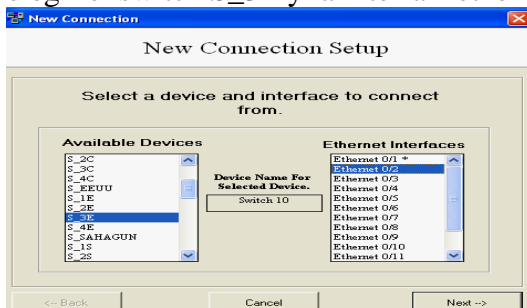 New Connection
New Connection Setup
Select a device and interface to connect
from.
Available Devices
Ethernet Interfaces
S_2C
S_3C
S_4C
S_EEUU
S_1E
S_2E
S_3E
S_4E
S_SAHAGUN
S_1S
S_2S
Device Name For
Selected Device.
Switch 10
Ethernet 0/1 *
Ethernet 0/2
Ethernet 0/3
Ethernet 0/4
Ethernet 0/5
Ethernet 0/6
Ethernet 0/7
Ethernet 0/8
Ethernet 0/9
Ethernet 0/10
Ethernet 0/11
<-- Back
Cancel
Next -->